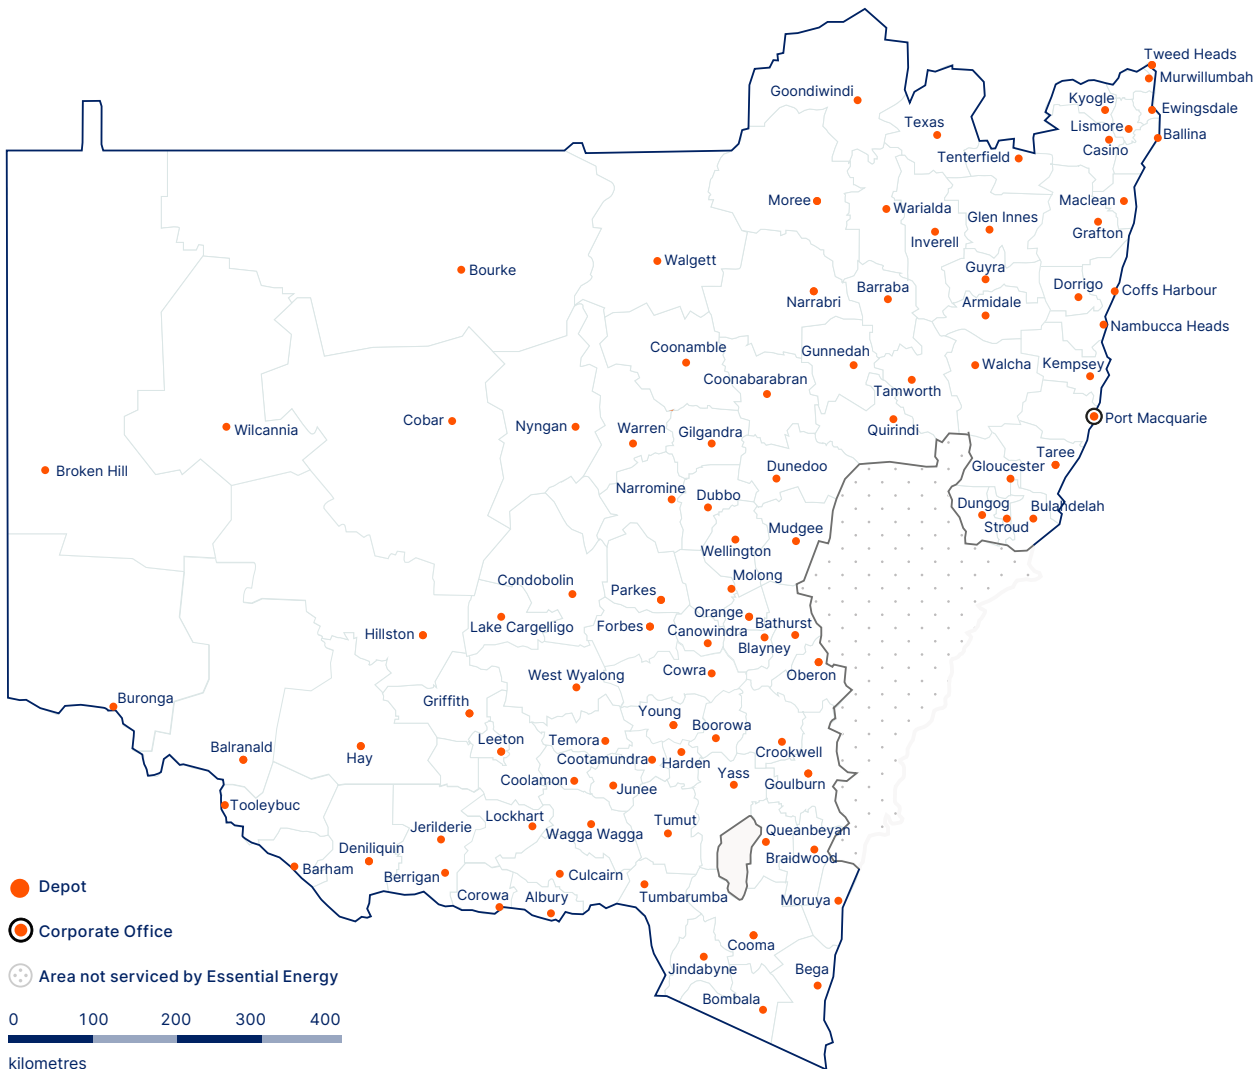 Tweed Heads
Murwillumbah
Goondiwindi
Kyogle
Ewingsdale
Texas
Lismore
Ballina
Casino
Tenterfield
Moree
Warialda
Maclean
Glen Innes
Grafton
Inverell
Walgett
Bourke
Guyra
Barraba
Dorrigo
Coffs Harbour
Narrabri
Armidale
Nambucca Heads
Coonamble
Gunnedah
Walcha
Kempsey
Coonabarabran
Tamworth
Port Macquarie
Cobar
Nyngan
Warren
Gilgandra
Quirindi
Wilcannia
Taree
Broken Hill
Dunedoo
Gloucester
Narromine
Dubbo
Dungog
Bulahdelah
Stroud
Mudgee
Wellington
Condobolin
Molong
Parkes
Orange
Lake Cargelligo
Forbes
Canowindra
Bathurst
Hillston
Blayney
Cowra
Oberon
West Wyalong
Buronga
Griffith
Young
Boorowa
Leeton
Temora
Balranald
Hay
Cootamundra
Harden
Crookwell
Yass
Coolamon
Junee
Goulburn
Tooleybuc
Lockhart
Tumut
Jerilderie
Wagga Wagga
Queanbeyan
Deniliquin
Braidwood
Barham
Berrigan
Culcairn
Corowa
Albury
Tumbarumba
Moruya
Cooma
Jindabyne
Bega
Bombala
Depot
Corporate Office
Area not serviced by Essential Energy
0 100 200 300 400
kilometres